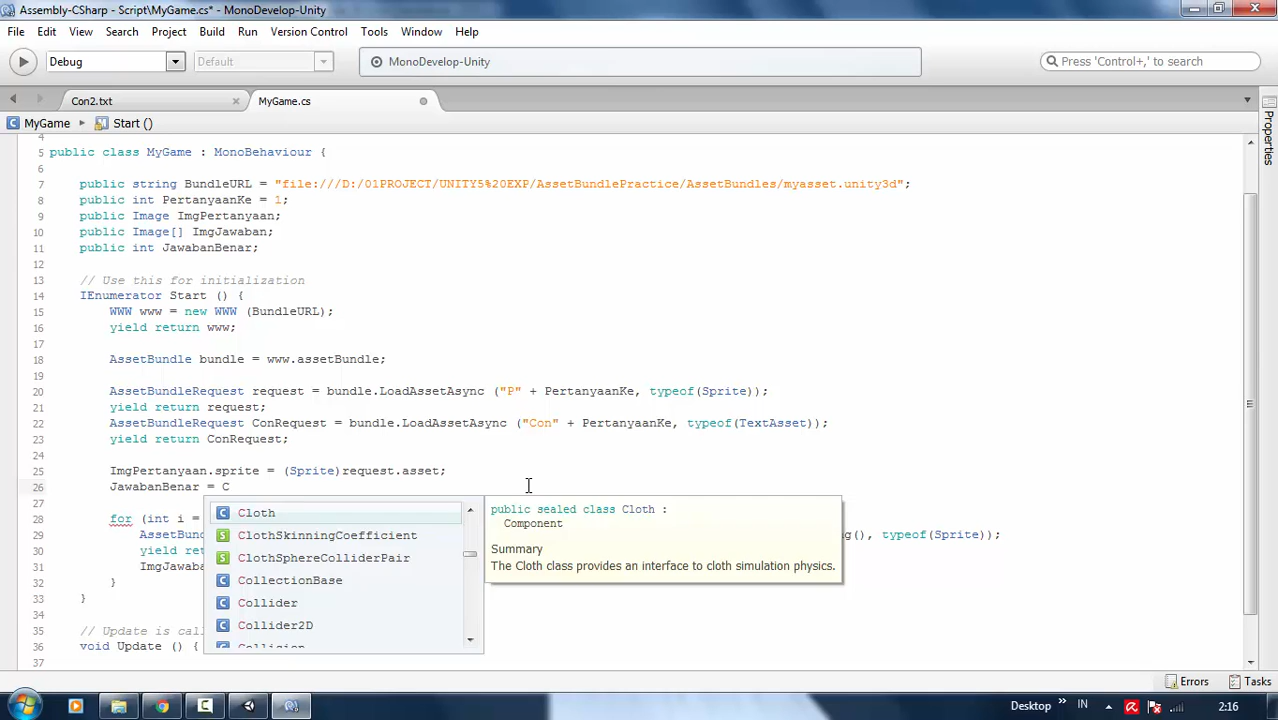 Assembly-CSharp - Script\MyGame.cs* - MonoDevelop-Unity
File Edit View Search Project Build Run Version Control Tools Window Help
Debug Default MonoDevelop-Unity Press 'Control+,' to search
Con2.txt MyGame.cs
MyGame Start ()
Properties
4
5 public class MyGame : MonoBehaviour {
6
7 public string BundleURL = "file:///D:/01PROJECT/UNITY5%20EXP/AssetBundlePractice/AssetBundles/myasset.unity3d";
8 public int PertanyaanKe = 1;
9 public Image ImgPertanyaan;
10 public Image[] ImgJawaban;
11 public int JawabanBenar;
12
13 // Use this for initialization
14 IEnumerator Start () {
15 WWW www = new WWW (BundleURL);
16 yield return www;
17
18 AssetBundle bundle = www.assetBundle;
19
20 AssetBundleRequest request = bundle.LoadAssetAsync ("P" + PertanyaanKe, typeof(Sprite));
21 yield return request;
22 AssetBundleRequest ConRequest = bundle.LoadAssetAsync ("Con" + PertanyaanKe, typeof(TextAsset));
23 yield return ConRequest;
24
25 ImgPertanyaan.sprite = (Sprite)request.asset;
26 JawabanBenar = C
27
28 for (int i =
29 AssetBun ng(), typeof(Sprite));
30 yield ret
31 ImgJawaba
32 }
33 }
34
35 // Update is cal
36 void Update () {
37
Cloth
ClothSkinningCoefficient
ClothSphereColliderPair
CollectionBase
Collider
Collider2D
Collision
public sealed class Cloth :
Component
Summary
The Cloth class provides an interface to cloth simulation physics.
Errors Tasks
Desktop IN 2:16